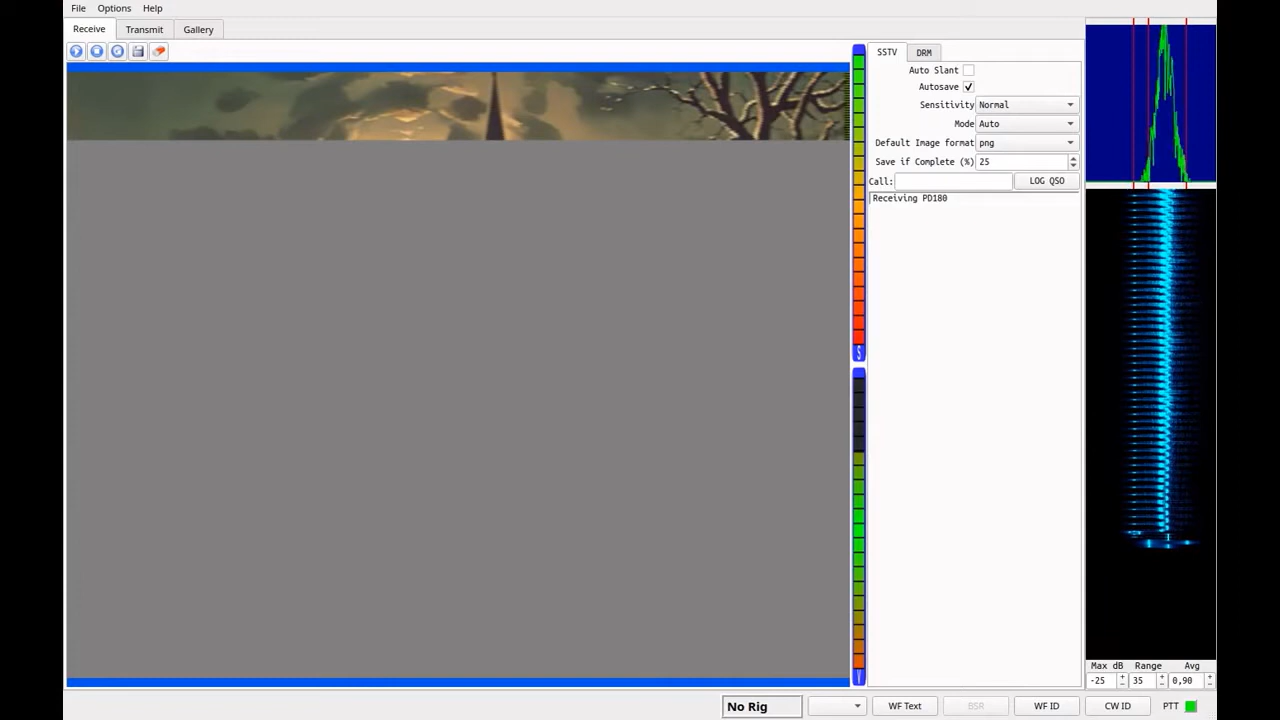 File Options Help
Receive Transmit Gallery
SSTV DRM
Auto Slant
Autosave
Sensitivity Normal
Mode Auto
Default Image format png
Save if Complete (%) 25
Call: LOG QSO
Receiving PD180
S
V
Max dB Range Avg
-25 35 0,90
No Rig WF Text BSR WF ID CW ID PTT